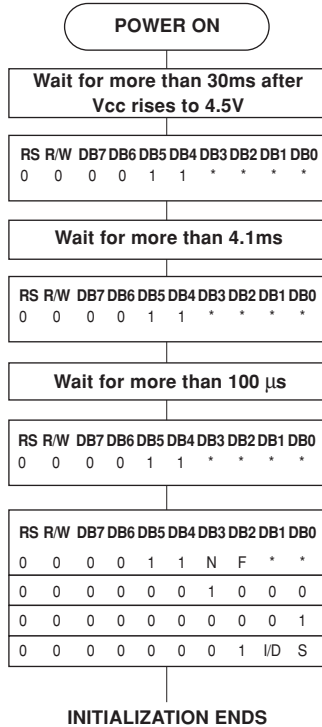 POWER ON
Wait for more than 30ms after
Vcc rises to 4.5V
RS R/W DB7 DB6 DB5 DB4 DB3 DB2 DB1 DB0
0 0 0 0 1 1 * * * *
Wait for more than 4.1ms
RS R/W DB7 DB6 DB5 DB4 DB3 DB2 DB1 DB0
0 0 0 0 1 1 * * * *
Wait for more than 100 µs
RS R/W DB7 DB6 DB5 DB4 DB3 DB2 DB1 DB0
0 0 0 0 1 1 * * * *
RS R/W DB7 DB6 DB5 DB4 DB3 DB2 DB1 DB0
0 0 0 0 1 1 N F * *
0 0 0 0 0 0 1 0 0 0
0 0 0 0 0 0 0 0 0 1
0 0 0 0 0 0 0 1 I/D S
INITIALIZATION ENDS